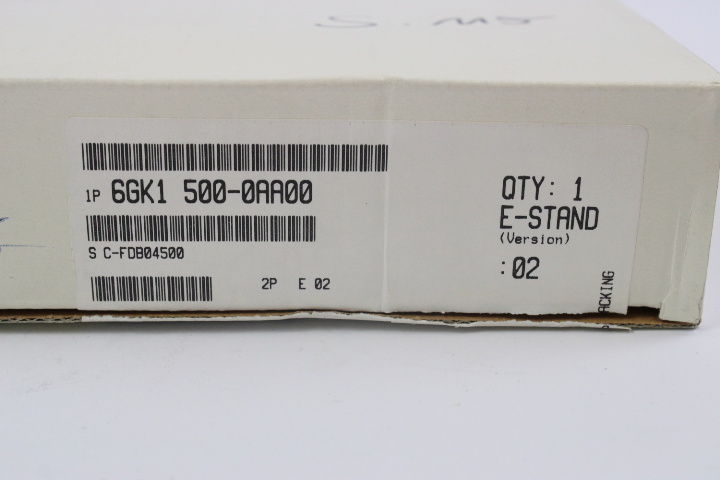 1P 6GK1 500-0AA00
S C-FDB04500
2P E 02
QTY: 1
E-STAND
(Version)
:02
ACKING